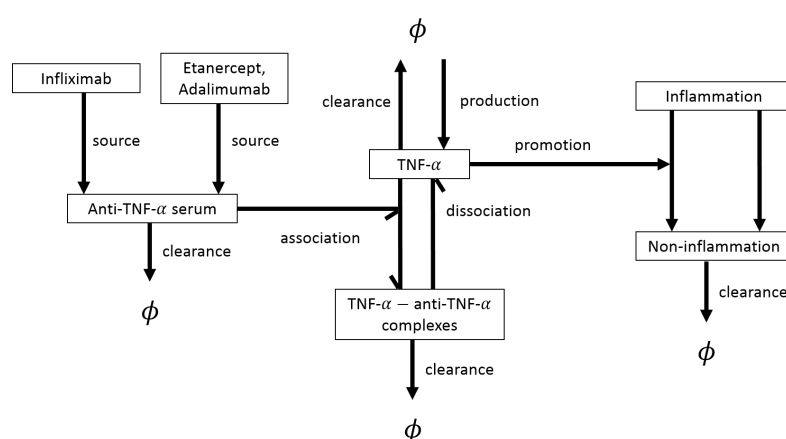 ϕ
Infliximab
Etanercept,
Adalimumab
clearance
production
Inflammation
source
source
promotion
TNF-α
Anti-TNF-α serum
association
dissociation
clearance
Non-inflammation
ϕ
TNF-α − anti-TNF-α
complexes
clearance
ϕ
clearance
ϕ